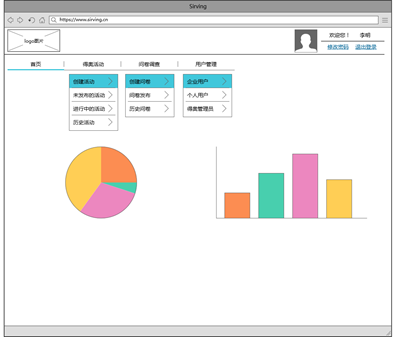 Sirving
https://www.sirving.cn
logo图片
欢迎您！ 李明
修改密码 退出登录
首页 | 得赛活动 | 问卷调查 | 用户管理
创建活动
未发布的活动
进行中的活动
历史活动
创建问卷
问卷发布
历史问卷
企业用户
个人用户
得赛管理员